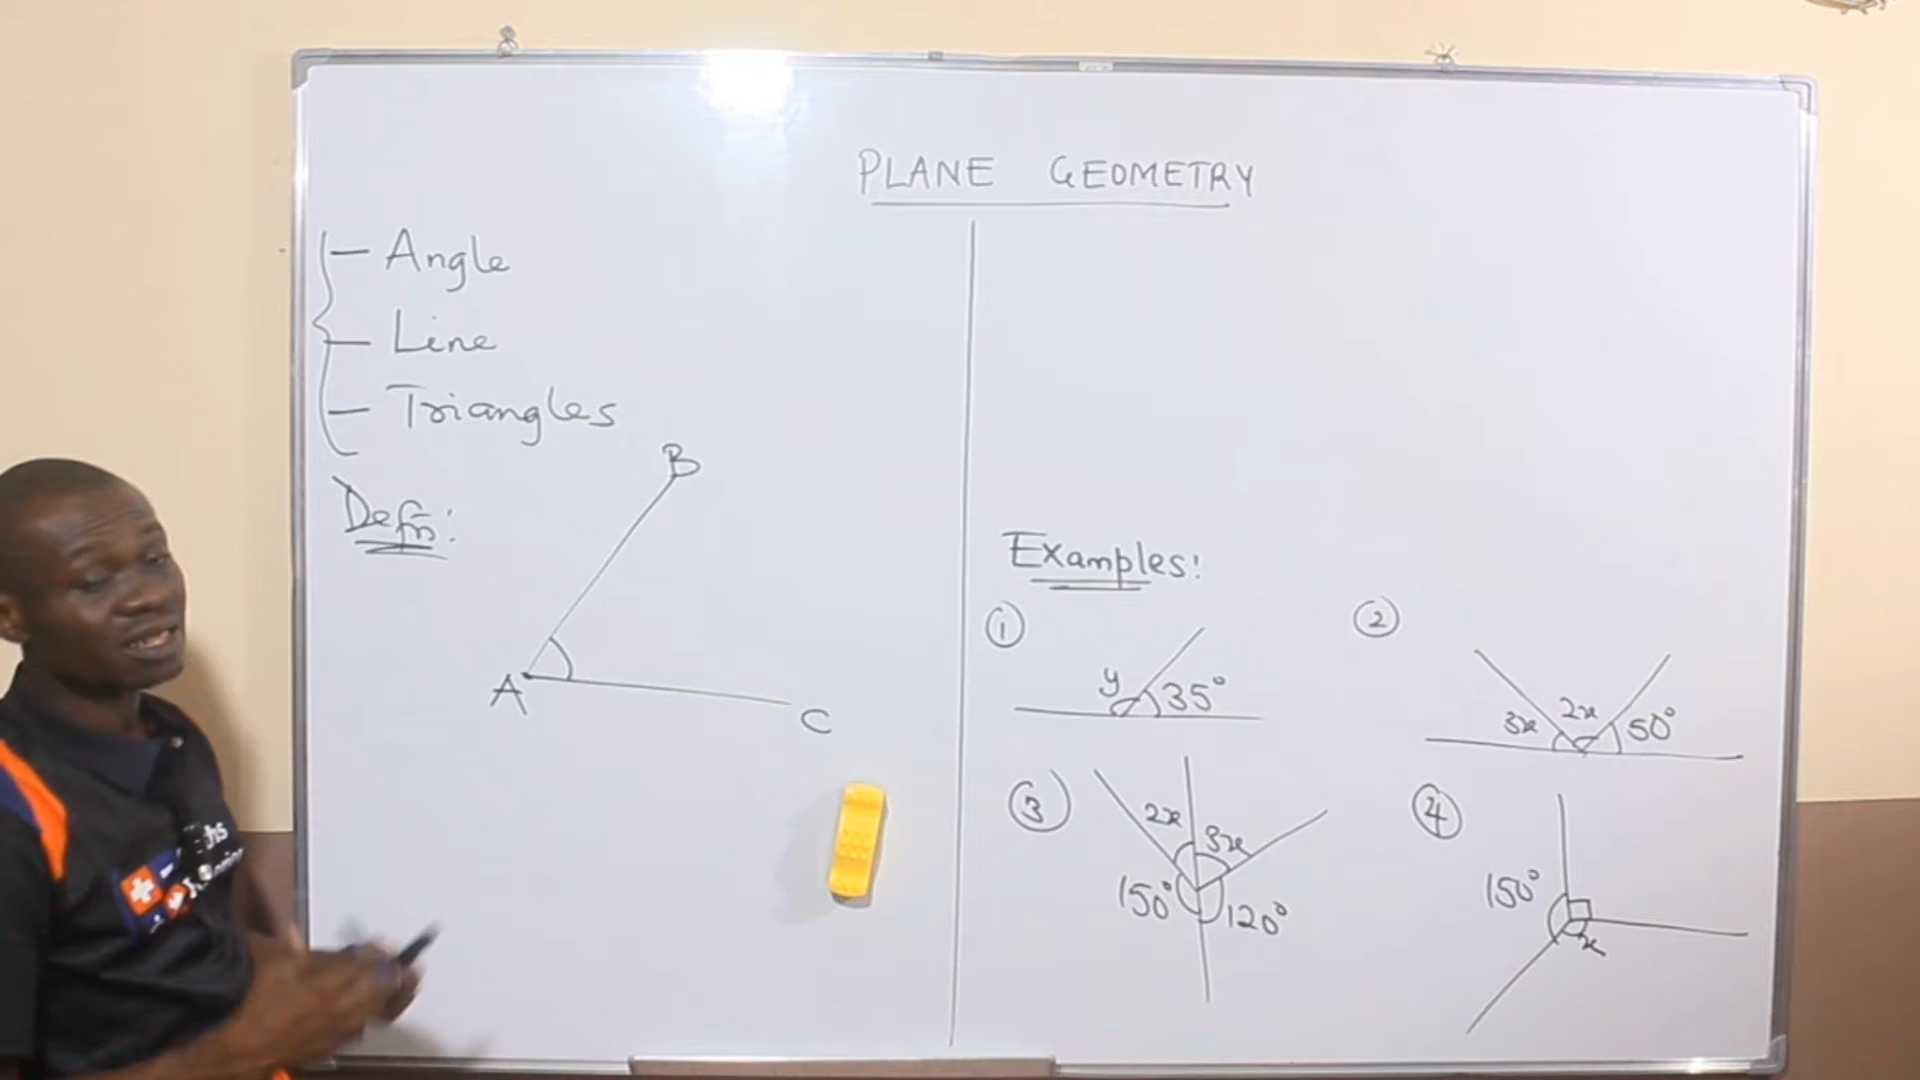 PLANE GEOMETRY
— Angle
— Line
— Triangles
Defn:
B
A
C
Examples:
①
y 35°
②
3x 2x 50°
③
2x 3x
150° 120°
④
150°
x